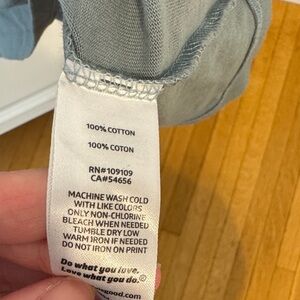 100% COTTON
100% COTON
RN#109109
CA#54656
MACHINE WASH COLD
WITH LIKE COLORS
ONLY NON-CHLORINE
BLEACH WHEN NEEDED
TUMBLE DRY LOW
WARM IRON IF NEEDED
DO NOT IRON ON PRINT
Do what you love.
Love what you do.®
good.com